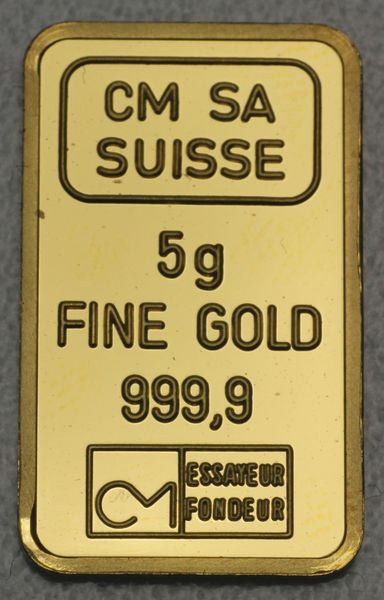 CM SA
SUISSE
5g
FINE GOLD
999,9
CM
ESSAYEUR
FONDEUR